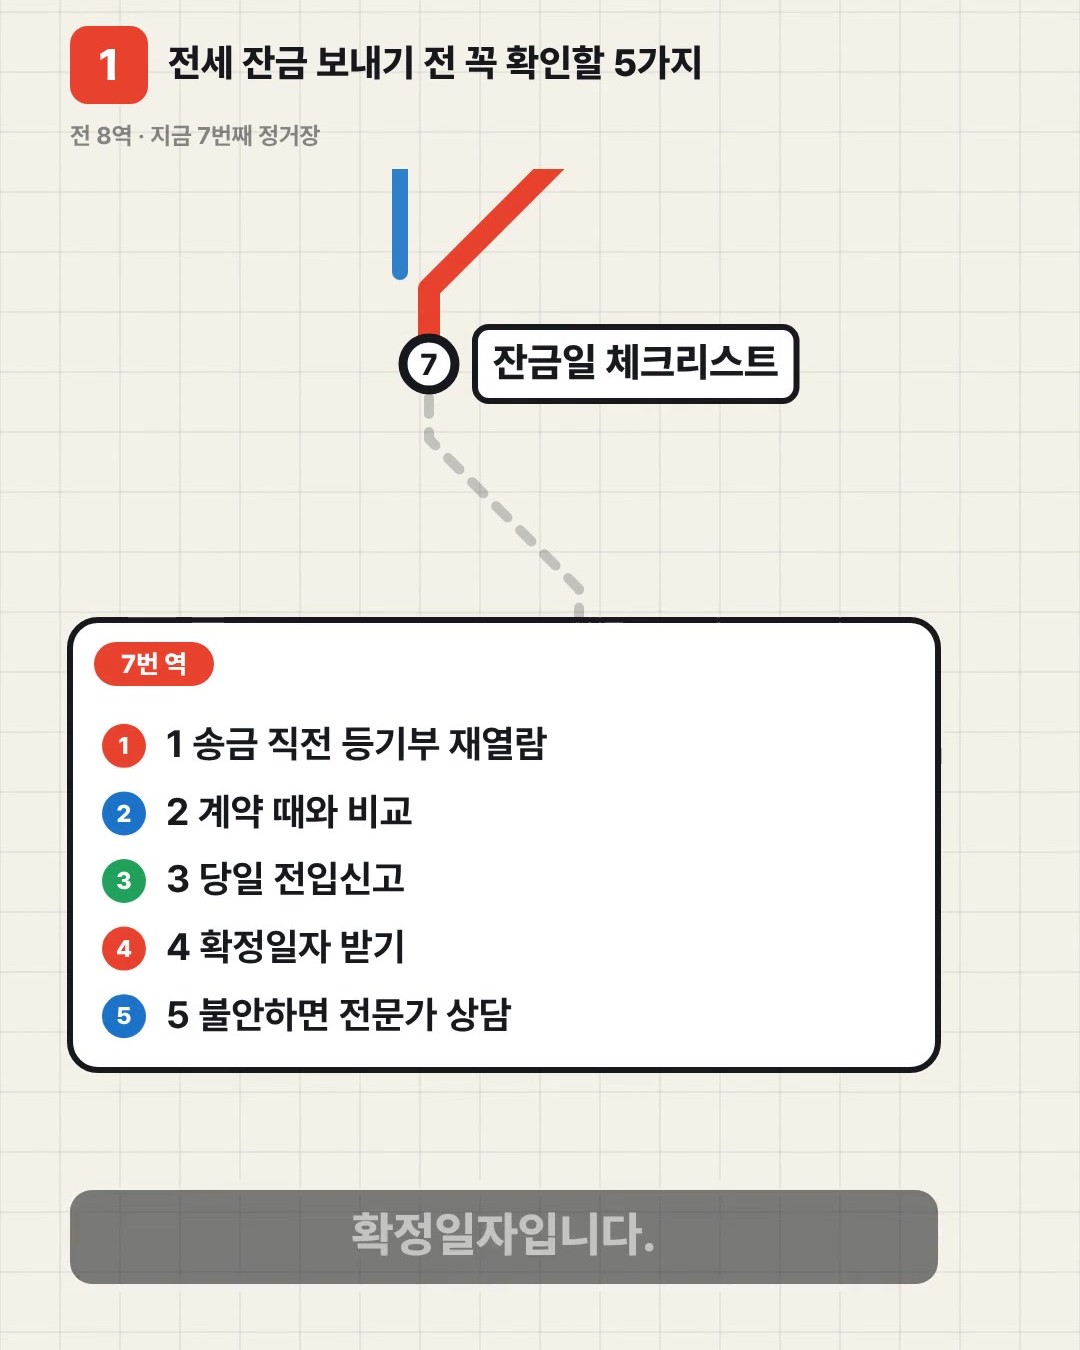 1 전세 잔금 보내기 전 꼭 확인할 5가지
전 8역 · 지금 7번째 정거장
7 잔금일 체크리스트
7번 역
1 1 송금 직전 등기부 재열람
2 2 계약 때와 비교
3 3 당일 전입신고
4 4 확정일자 받기
5 5 불안하면 전문가 상담
확정일자입니다.